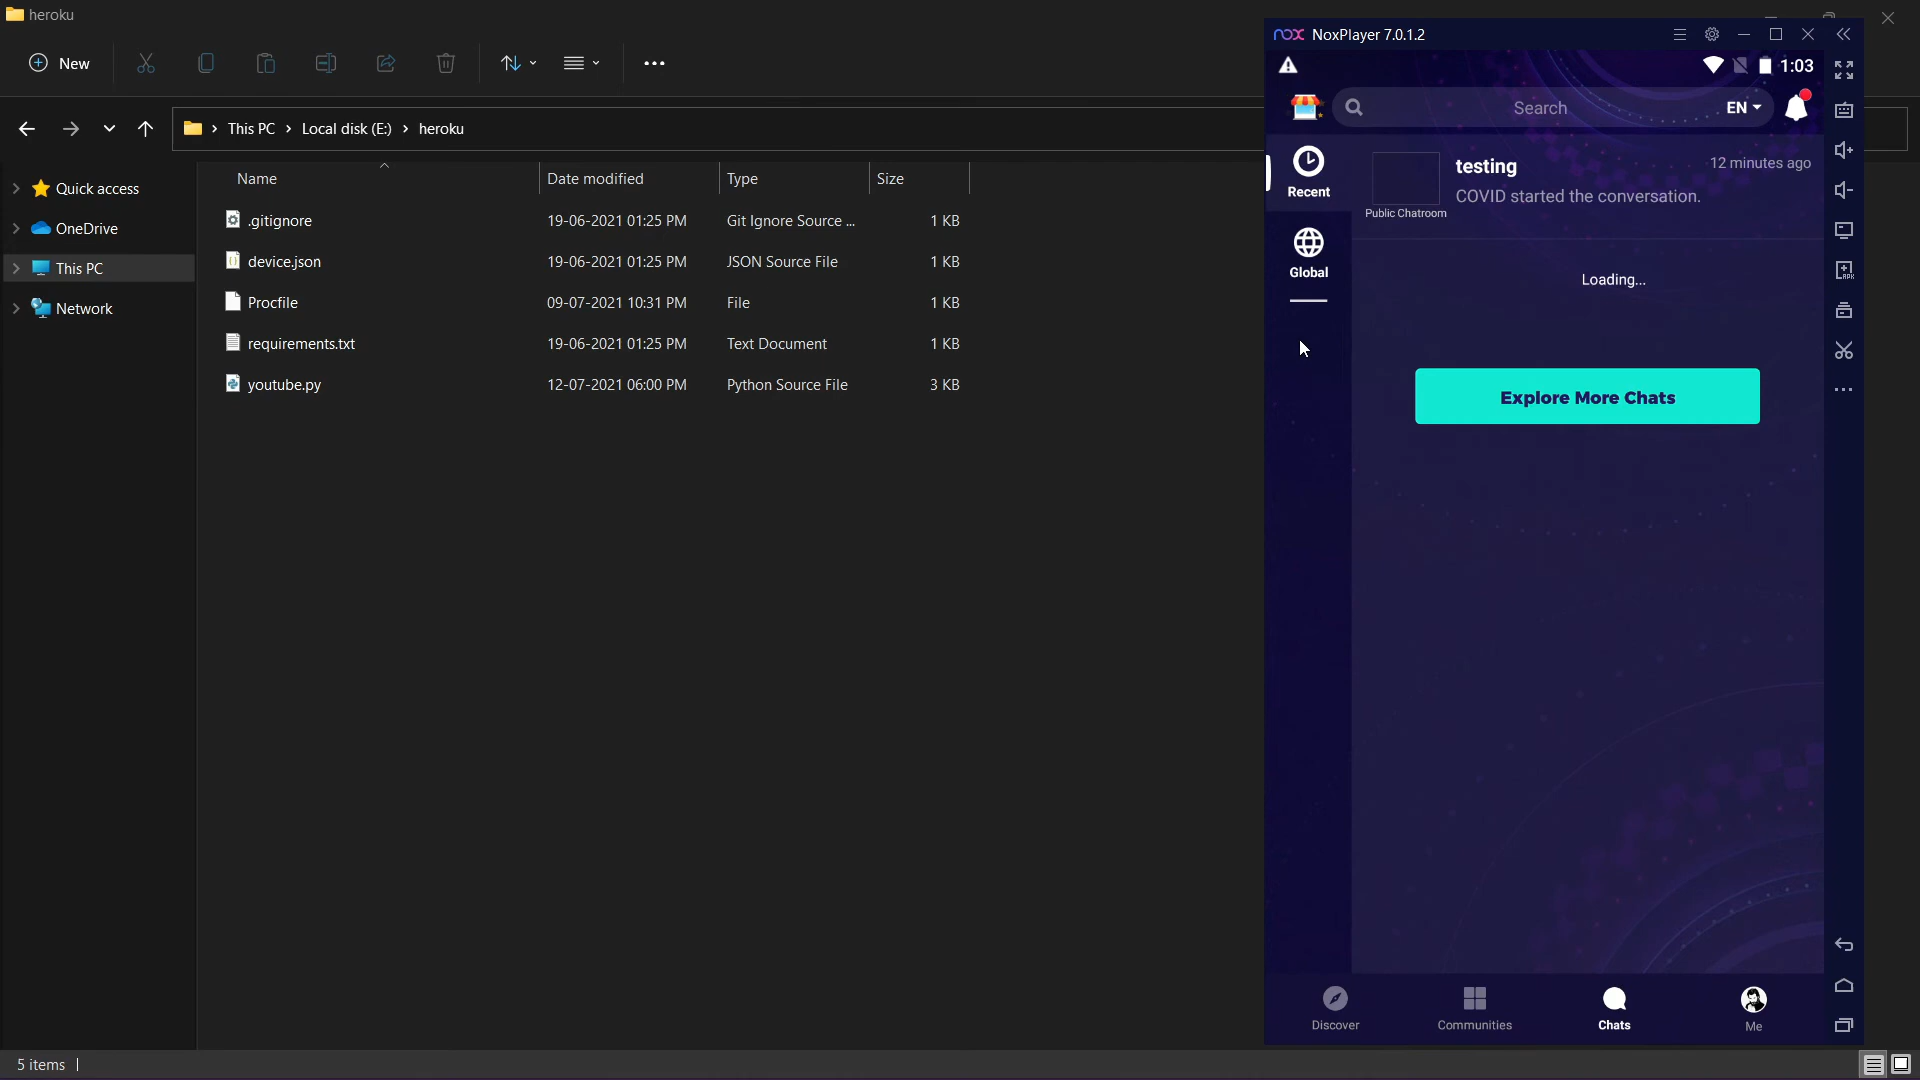 heroku
New
This PC
Local disk (E:)
heroku
Quick access
OneDrive
This PC
Network
Name
Date modified
Type
Size
.gitignore
19-06-2021 01:25 PM
Git Ignore Source ...
1 KB
device.json
19-06-2021 01:25 PM
JSON Source File
1 KB
Procfile
09-07-2021 10:31 PM
File
1 KB
requirements.txt
19-06-2021 01:25 PM
Text Document
1 KB
youtube.py
12-07-2021 06:00 PM
Python Source File
3 KB
5 items
nox NoxPlayer 7.0.1.2
1:03
Search
EN
Recent
Global
testing
12 minutes ago
COVID started the conversation.
Public Chatroom
Loading...
Explore More Chats
Discover
Communities
Chats
Me